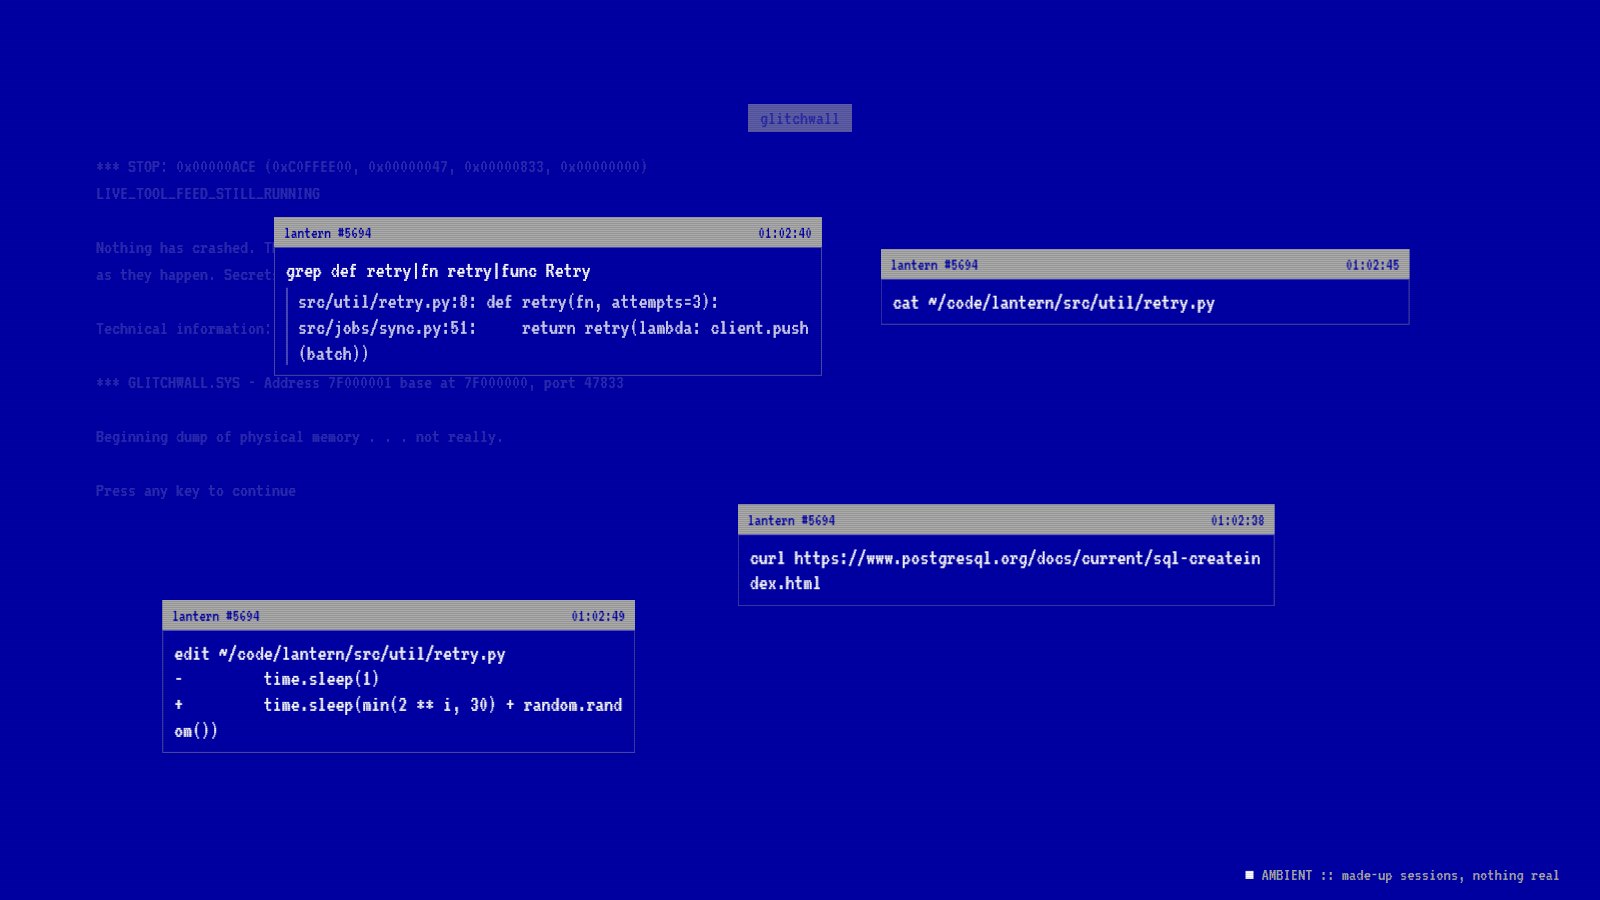 glitchwall
*** STOP: 0x00000ACE (0xC0FFEE00, 0x00000047, 0x00000833, 0x00000000)
LIVE_TOOL_FEED_STILL_RUNNING
Nothing has crashed.
as they happen. Secret
Technical information:
*** GLITCHWALL.SYS - Address 7F000001 base at 7F000000, port 47833
Beginning dump of physical memory . . . not really.
Press any key to continue
lantern #5694 01:02:40
grep def retry|fn retry|func Retry
src/util/retry.py:8: def retry(fn, attempts=3):
src/jobs/sync.py:51:     return retry(lambda: client.push
(batch))
lantern #5694 01:02:45
cat ~/code/lantern/src/util/retry.py
lantern #5694 01:02:38
curl https://www.postgresql.org/docs/current/sql-createin
dex.html
lantern #5694 01:02:49
edit ~/code/lantern/src/util/retry.py
-         time.sleep(1)
+         time.sleep(min(2 ** i, 30) + random.rand
om())
AMBIENT :: made-up sessions, nothing real